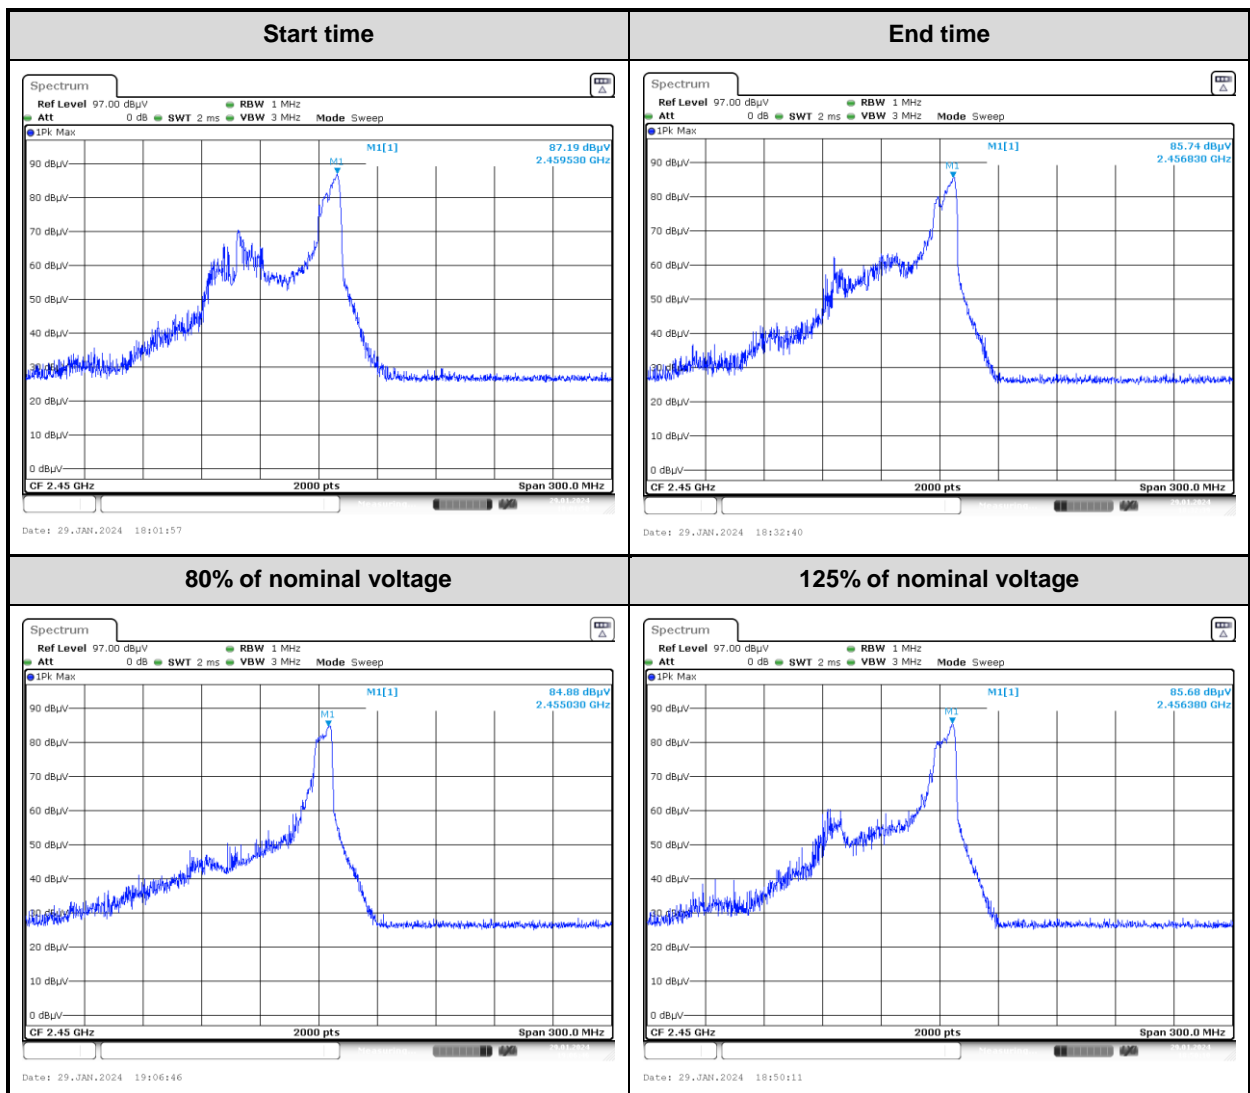 Start time
End time
Spectrum
Ref Level 97.00 dBµV RBW 1 MHz
Att 0 dB SWT 2 ms VBW 3 MHz Mode Sweep
1Pk Max
M1[1] 87.19 dBµV
2.459530 GHz
M1
90 dBµV
80 dBµV
70 dBµV
60 dBµV
50 dBµV
40 dBµV
30 dBµV
20 dBµV
10 dBµV
0 dBµV
CF 2.45 GHz 2000 pts Span 300.0 MHz
Date: 29.JAN.2024 18:01:57
Spectrum
Ref Level 97.00 dBµV RBW 1 MHz
Att 0 dB SWT 2 ms VBW 3 MHz Mode Sweep
1Pk Max
M1[1] 85.74 dBµV
2.456830 GHz
M1
90 dBµV
80 dBµV
70 dBµV
60 dBµV
50 dBµV
40 dBµV
30 dBµV
20 dBµV
10 dBµV
0 dBµV
CF 2.45 GHz 2000 pts Span 300.0 MHz
Date: 29.JAN.2024 18:32:40
80% of nominal voltage
125% of nominal voltage
Spectrum
Ref Level 97.00 dBµV RBW 1 MHz
Att 0 dB SWT 2 ms VBW 3 MHz Mode Sweep
1Pk Max
M1[1] 84.88 dBµV
2.455030 GHz
M1
90 dBµV
80 dBµV
70 dBµV
60 dBµV
50 dBµV
40 dBµV
30 dBµV
20 dBµV
10 dBµV
0 dBµV
CF 2.45 GHz 2000 pts Span 300.0 MHz
Date: 29.JAN.2024 19:06:46
Spectrum
Ref Level 97.00 dBµV RBW 1 MHz
Att 0 dB SWT 2 ms VBW 3 MHz Mode Sweep
1Pk Max
M1[1] 85.68 dBµV
2.456380 GHz
M1
90 dBµV
80 dBµV
70 dBµV
60 dBµV
50 dBµV
40 dBµV
30 dBµV
20 dBµV
10 dBµV
0 dBµV
CF 2.45 GHz 2000 pts Span 300.0 MHz
Date: 29.JAN.2024 18:50:11